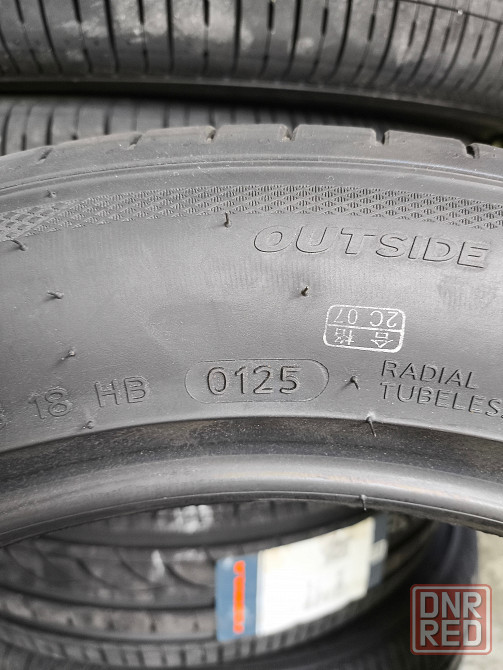 OUTSIDE
合格
2C 07
18 HB
0125
RADIAL
TUBELES
DNR
RED